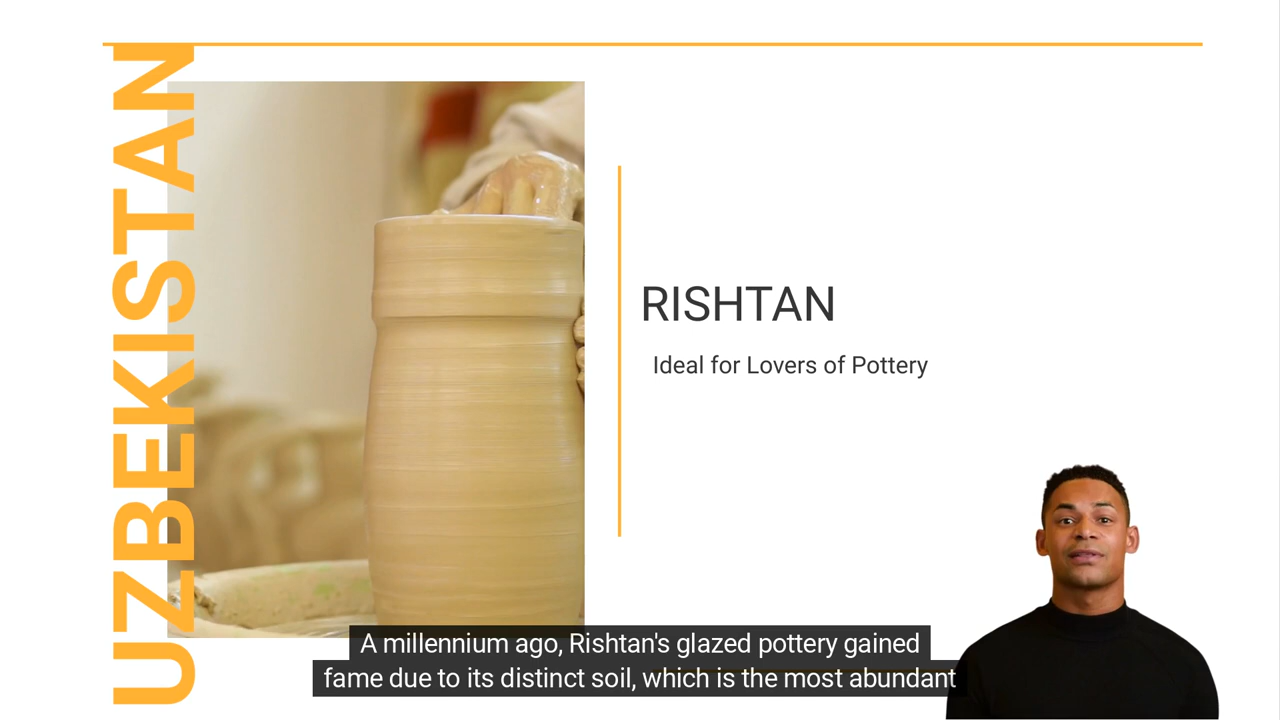 UZBEKISTAN
RISHTAN
Ideal for Lovers of Pottery
A millennium ago, Rishtan's glazed pottery gained
fame due to its distinct soil, which is the most abundant